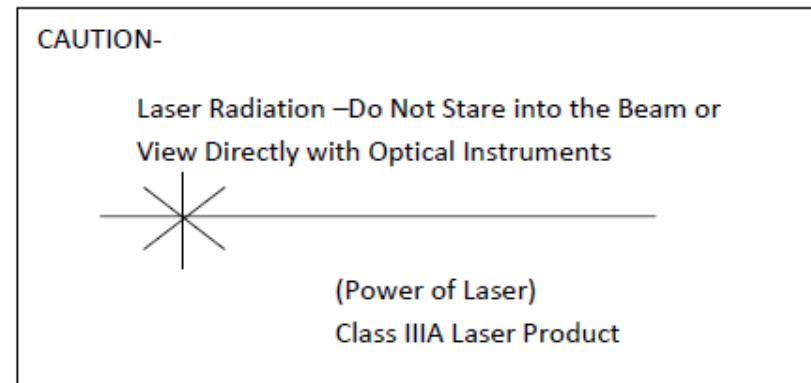 CAUTION-
Laser Radiation –Do Not Stare into the Beam or
View Directly with Optical Instruments
(Power of Laser)
Class IIIA Laser Product